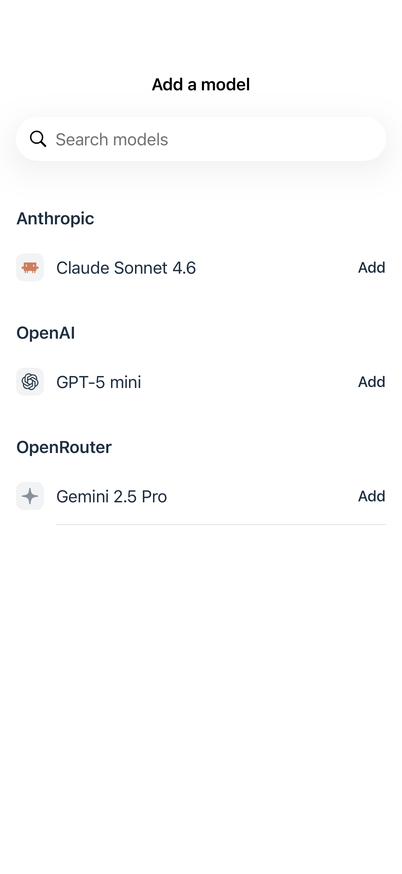 Add a model
Search models
Anthropic
Claude Sonnet 4.6 Add
OpenAI
GPT-5 mini Add
OpenRouter
Gemini 2.5 Pro Add